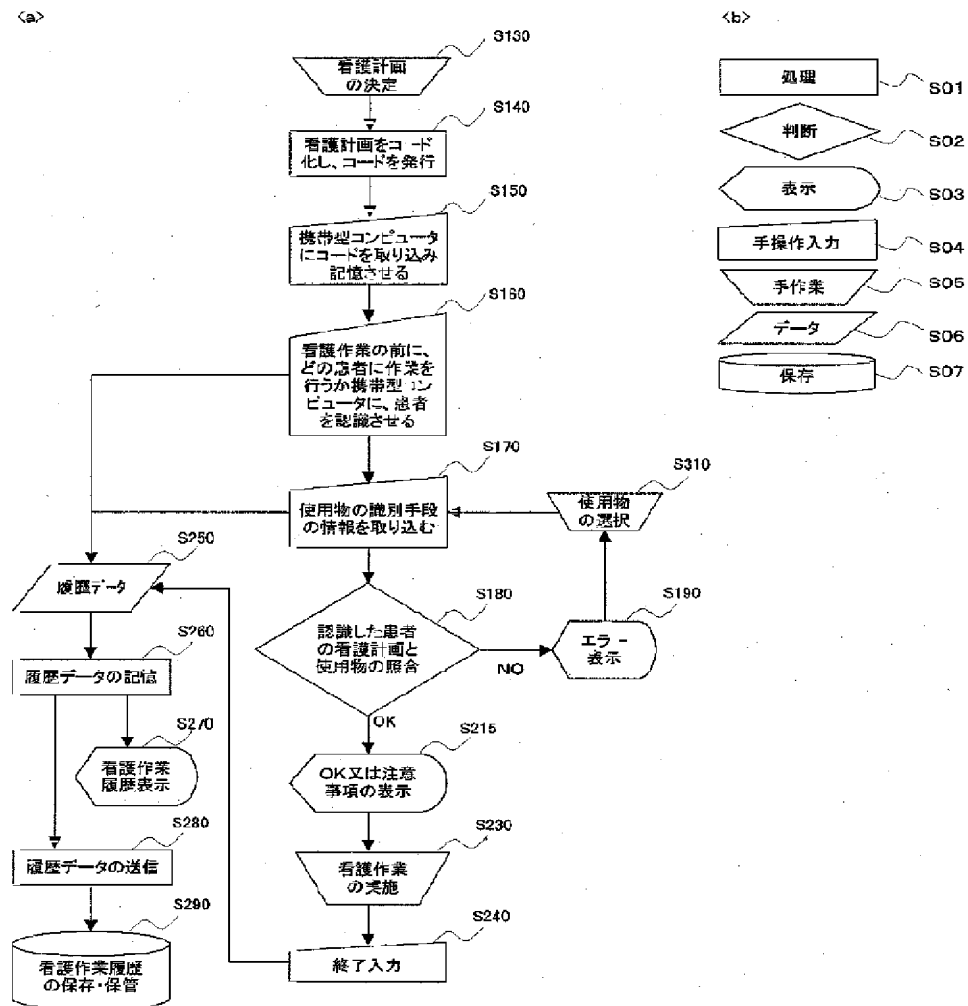 <a>
S130
看護計画
の決定
S140
看護計画をコード
化し、コードを発行
S150
携帯型コンピュータ
にコードを取り込み
記憶させる
S160
看護作業の前に、
どの患者に作業を
行うか携帯型コン
ピュータに、患者
を認識させる
S170
使用物の識別手段
の情報を取り込む
S310
使用物
の選択
S180
認識した患者
の看護計画と
使用物の照合
NO
OK
S190
エラー
表示
S215
OK又は注意
事項の表示
S230
看護作業
の実施
S240
終了入力
S250
履歴データ
S260
履歴データの記信
S270
看護作業
履歴表示
S280
履歴データの送信
S290
看護作業履歴
の保存・保管
<b>
処理
S01
判断
S02
表示
S03
手操作入力
S04
手作業
S05
データ
S06
保存
S07